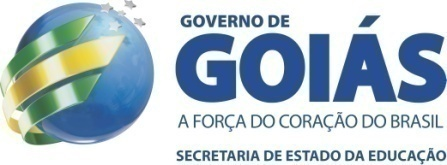 GOVERNO DE
GOIÁS
A FORÇA DO CORAÇÃO DO BRASIL
SECRETARIA DE ESTADO DA EDUCAÇÃO